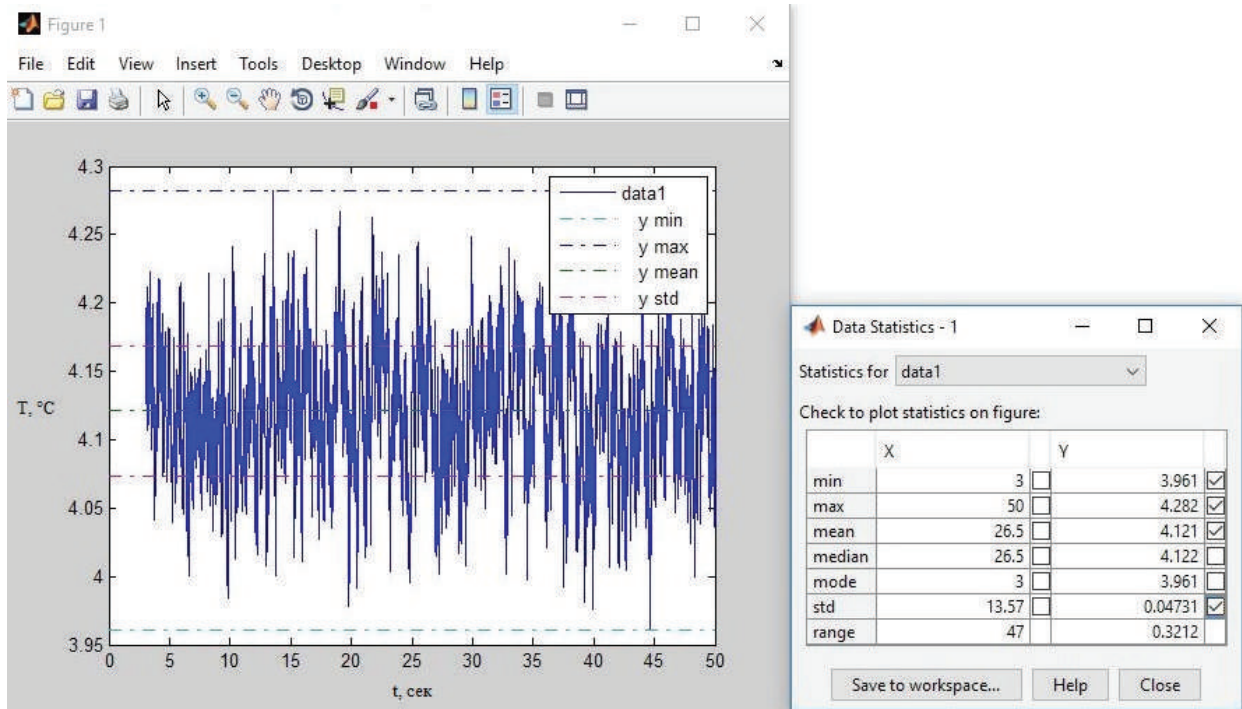 Figure 1
File Edit View Insert Tools Desktop Window Help
4.3
4.25
4.2
4.15
4.1
4.05
4
3.95
T, °C
0 5 10 15 20 25 30 35 40 45 50
t, сек
data1
y min
y max
y mean
y std
Data Statistics - 1
Statistics for data1
Check to plot statistics on figure:
X Y
min 3 3.961
max 50 4.282
mean 26.5 4.121
median 26.5 4.122
mode 3 3.961
std 13.57 0.04731
range 47 0.3212
Save to workspace... Help Close